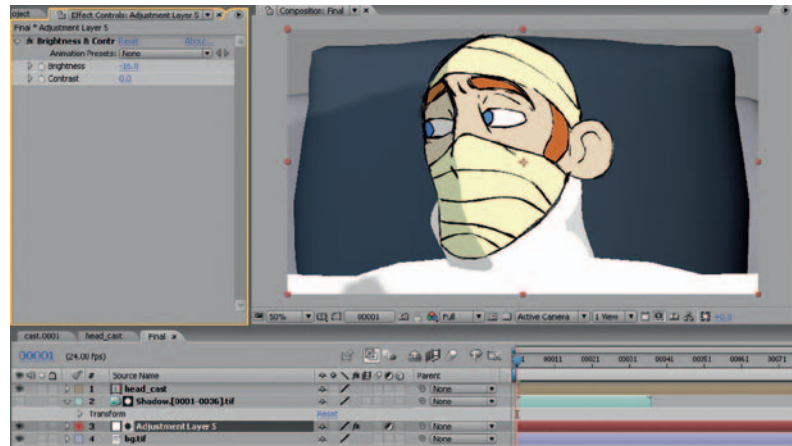 oject
Effect Controls: Adjustment Layer 5
Final * Adjustment Layer 5
Brightness & Contr Reset About...
Animation Presets: None
Brightness -16.0
Contrast 0.0
Composition: Final
50% 00001 Full Active Camera 1 View +0.0
cast.0001 head_cast Final
00001 (24.00 fps)
# Source Name Parent
1 head_cast None
2 Shadow.[0001-0036].tif None
Transform Reset
3 Adjustment Layer 5 None
4 bg.tif None
1 00011 00021 00031 00041 00051 00061 00071